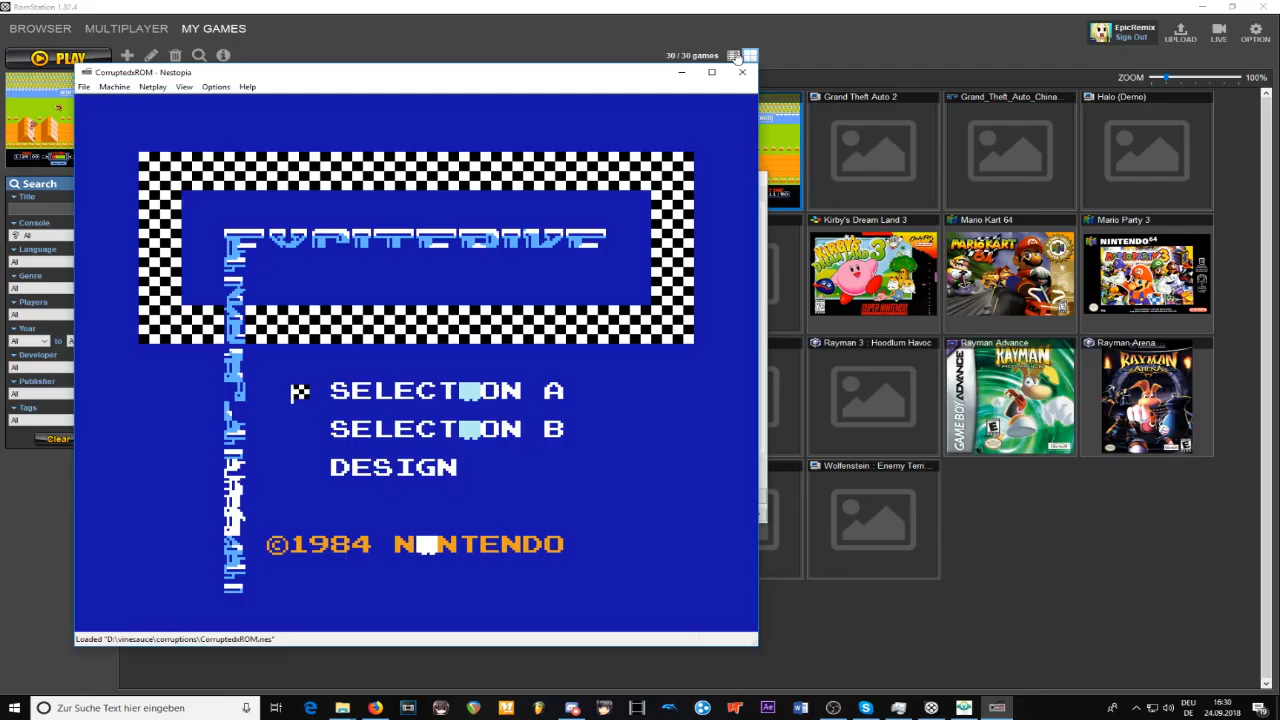 RomStation 1.82.4
BROWSER MULTIPLAYER MY GAMES
EpicRemix
Sign Out
UPLOAD LIVE OPTION
PLAY
30 / 30 games
ZOOM 100%
CorruptedxROM - Nestopia
File Machine Netplay View Options Help
SELECT ON A
SELECT ON B
DESIGN
©1984 N NTENDO
Loaded "D:\vinesauce\corruptions\CorruptedxROM.nes"
Search
Title
Console
All
Language
All
Genre
All
Players
All
Year
All to
Developer
All
Publisher
All
Tags
All
Clear
Grand Theft Auto 2
Grand_Theft_Auto_China...
Halo (Demo)
Kirby's Dream Land 3
Mario Kart 64
Mario Party 3
Rayman 3 : Hoodlum Havoc
Rayman Advance
Rayman Arena
Wolfenstein : Enemy Terr...
Zur Suche Text hier eingeben
DEU
DE
16:30
24.09.2018